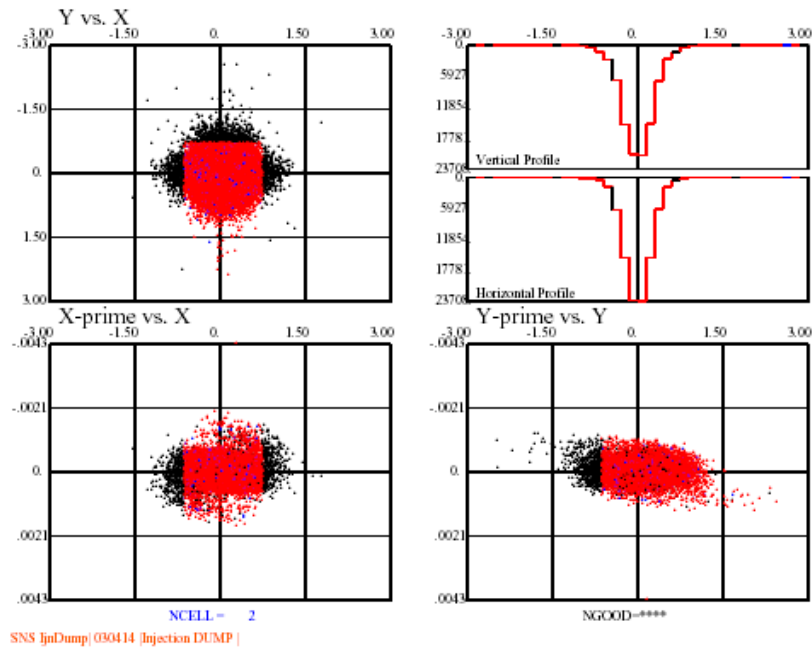 Y vs. X
-3.00 -1.50 0. 1.50 3.00
-3.00
-1.50
0.
1.50
3.00
-3.00 -1.50 0. 1.50 3.00
0.
5927
11854
17781
23708
Vertical Profile
0.
5927
11854
17781
23708
Horizontal Profile
X-prime vs. X
-3.00 -1.50 0. 1.50 3.00
-.0043
-.0021
0.
.0021
.0043
Y-prime vs. Y
-3.00 -1.50 0. 1.50 3.00
-.0043
-.0021
0.
.0021
.0043
NCELL = 2
NGOOD=****
SNS IjnDump| 030414 |Injection DUMP |